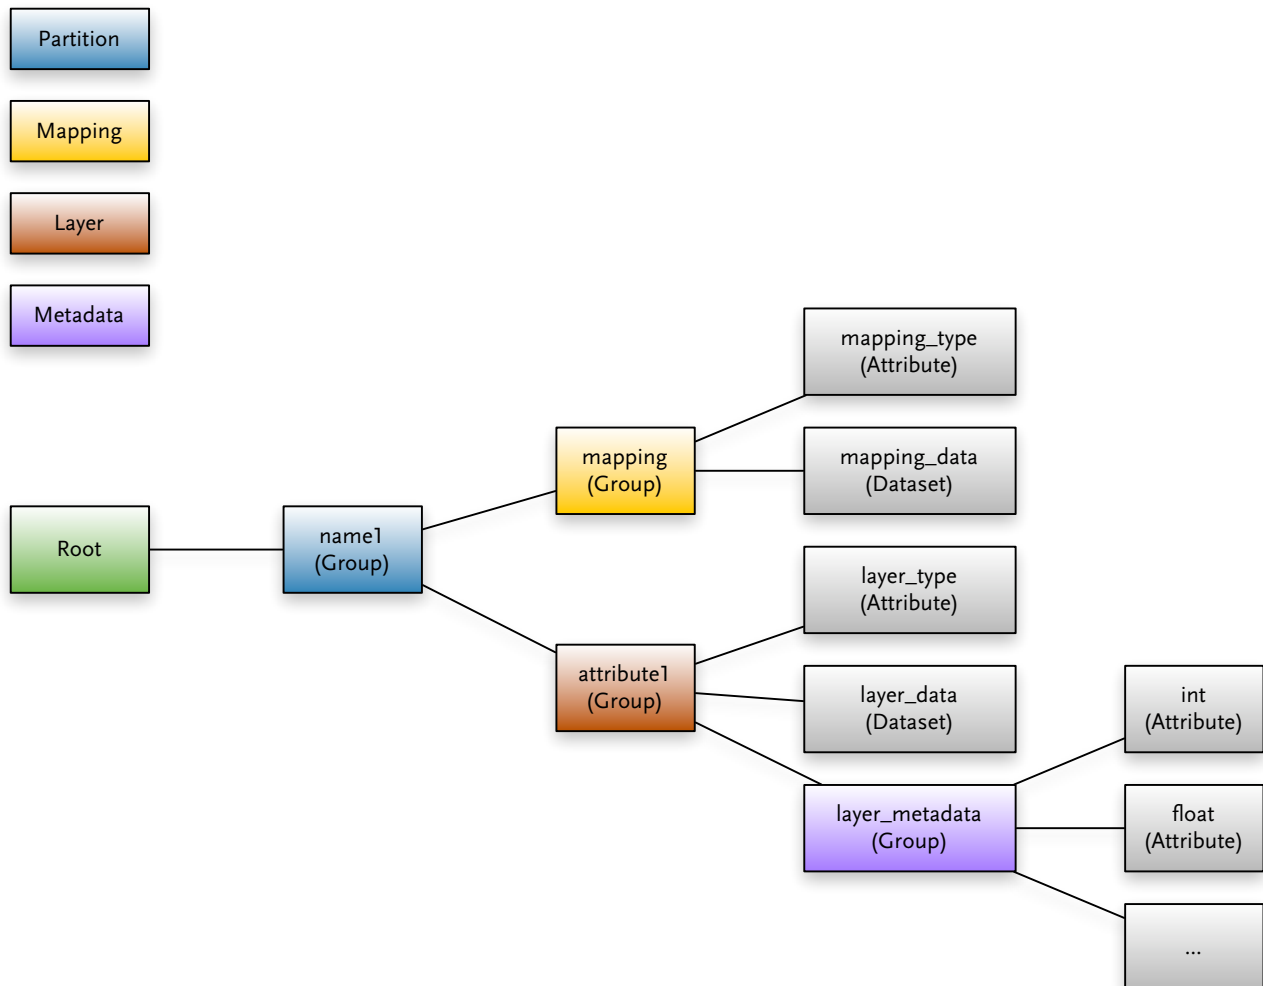 Partition
Mapping
Layer
Metadata
mapping_type
(Attribute)
mapping
(Group)
mapping_data
(Dataset)
Root
name1
(Group)
layer_type
(Attribute)
attribute1
(Group)
layer_data
(Dataset)
int
(Attribute)
layer_metadata
(Group)
float
(Attribute)
...